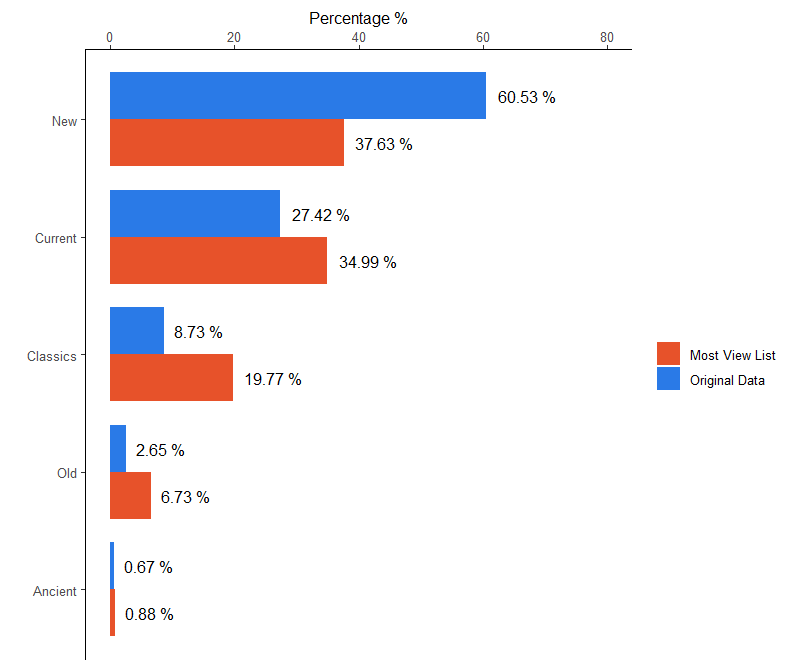 Percentage %
0 20 40 60 80
New
60.53 %
37.63 %
Current
27.42 %
34.99 %
Classics
8.73 %
19.77 %
Old
2.65 %
6.73 %
Ancient
0.67 %
0.88 %
Most View List
Original Data